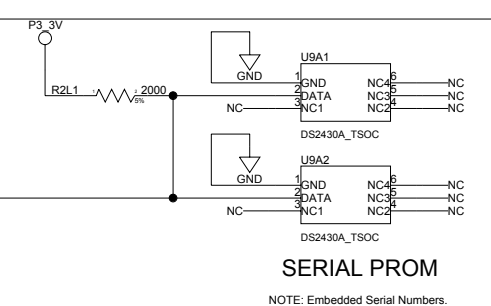 P3_3V
R2L1 1 2 2000
5%
GND
U9A1
1 GND NC4 6 NC
2 DATA NC3 5 NC
NC 3 NC1 NC2 4 NC
DS2430A_TSOC
GND
U9A2
1 GND NC4 6 NC
2 DATA NC3 5 NC
NC 3 NC1 NC2 4 NC
DS2430A_TSOC
SERIAL PROM
NOTE: Embedded Serial Numbers.